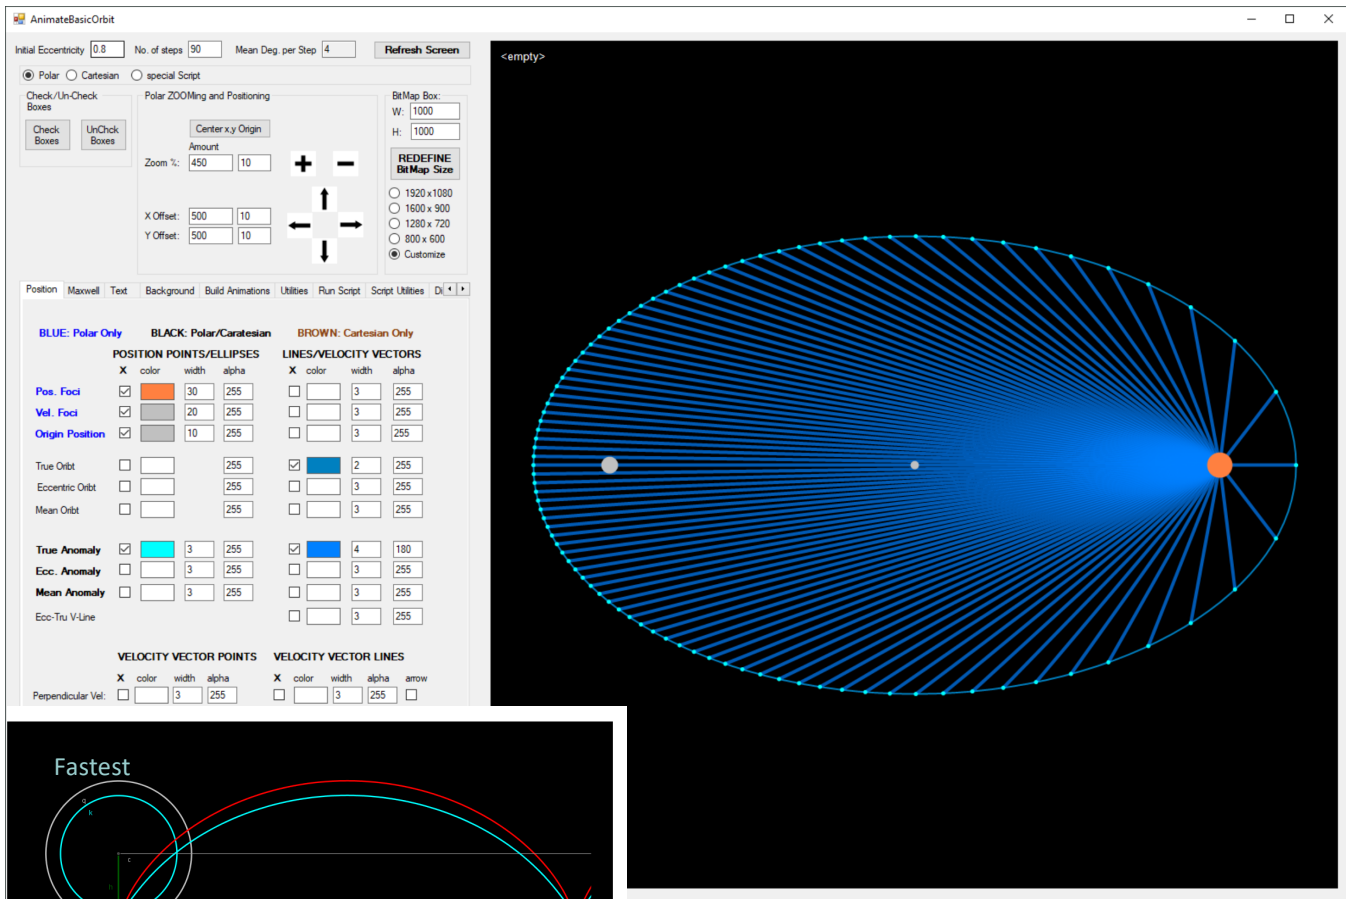 AnimateBasicOrbit
Initial Eccentricity 0.8 No. of steps 90 Mean Deg. per Step 4 Refresh Screen
Polar Cartesian special Script
Check/Un-Check Boxes
Check Boxes UnChck Boxes
Polar ZOOMing and Positioning
Center x,y Origin
Amount
Zoom %: 450 10
X Offset: 500 10
Y Offset: 500 10
BitMap Box:
W: 1000
H: 1000
REDEFINE
BitMap Size
1920 x1080
1600 x 900
1280 x 720
800 x 600
Customize
Position Maxwell Text Background Build Animations Utilities Run Script Script Utilities Di
BLUE: Polar Only BLACK: Polar/Caratesian BROWN: Cartesian Only
POSITION POINTS/ELLIPSES LINES/VELOCITY VECTORS
X color width alpha X color width alpha
Pos. Foci 30 255 3 255
Vel. Foci 20 255 3 255
Origin Position 10 255 3 255
True Oribt 255 2 255
Eccentric Oribt 255 3 255
Mean Oribt 255 3 255
True Anomaly 3 255 4 180
Ecc. Anomaly 3 255 3 255
Mean Anomaly 3 255 3 255
Ecc-Tru V-Line 3 255
VELOCITY VECTOR POINTS VELOCITY VECTOR LINES
X color width alpha X color width alpha arrow
Perpendicular Vel: 3 255 3 255
<empty>
Fastest
c